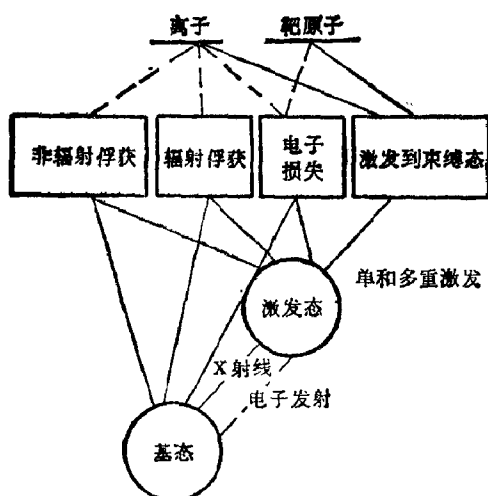 离子
靶原子
非辐射俘获
辐射俘获
电子
损失
激发到束缚态
单和多重激发
激发态
X射线
电子发射
基态